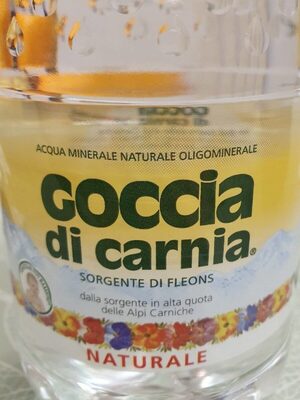 ACQUA MINERALE NATURALE OLIGOMINERALE
GOCCIA
di carnia®
SORGENTE DI FLEONS
dalla sorgente in alta quota
delle Alpi Carniche
NATURALE